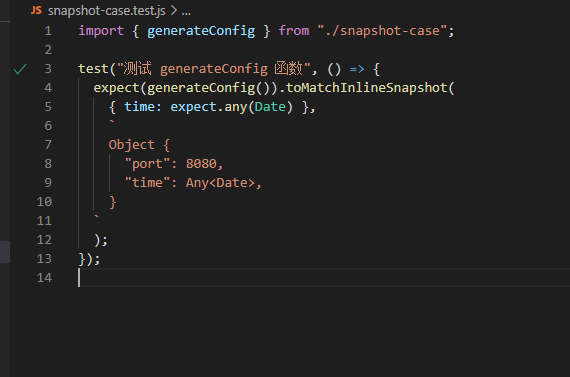 JS snapshot-case.test.js > ...
1 import { generateConfig } from "./snapshot-case";
2
3 test("测试 generateConfig 函数", () => {
4 expect(generateConfig()).toMatchInlineSnapshot(
5 { time: expect.any(Date) },
6 `
7 Object {
8 "port": 8080,
9 "time": Any<Date>,
10 }
11 `
12 );
13 });
14